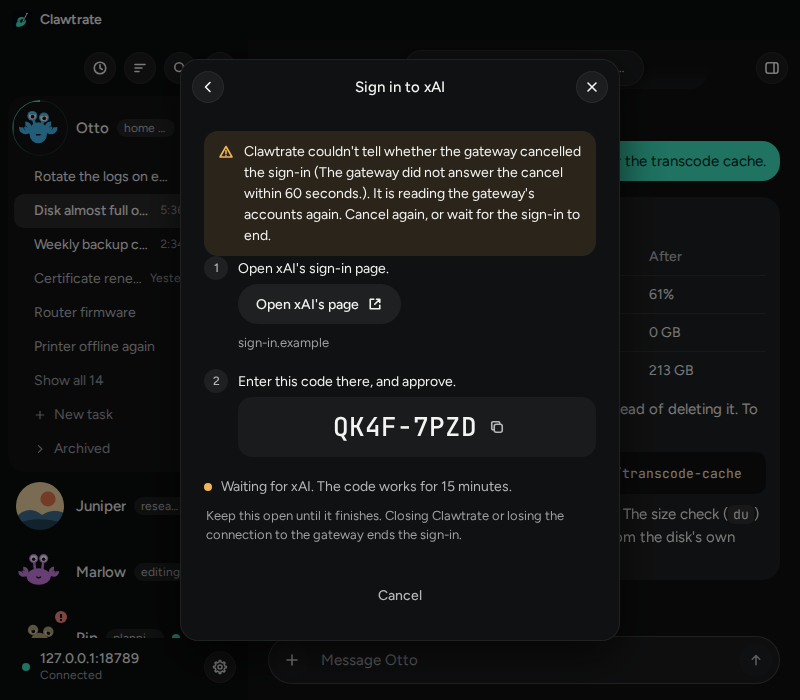 Clawtrate
Sign in to xAI
Clawtrate couldn't tell whether the gateway cancelled
the sign-in (The gateway did not answer the cancel
within 60 seconds.). It is reading the gateway's
accounts again. Cancel again, or wait for the sign-in to
end.
1 Open xAI's sign-in page.
Open xAI's page
sign-in.example
2 Enter this code there, and approve.
QK4F-7PZD
Waiting for xAI. The code works for 15 minutes.
Keep this open until it finishes. Closing Clawtrate or losing the
connection to the gateway ends the sign-in.
Cancel
Otto home ...
Rotate the logs on e...
Disk almost full o... 5:36
Weekly backup c... 2:34
Certificate rene... Yeste
Router firmware
Printer offline again
Show all 14
+ New task
Archived
Juniper resea...
Marlow editing
Pip planni...
127.0.0.1:18789
Connected
the transcode cache.
After
61%
0 GB
213 GB
ead of deleting it. To
/transcode-cache
The size check (du)
om the disk's own
Message Otto